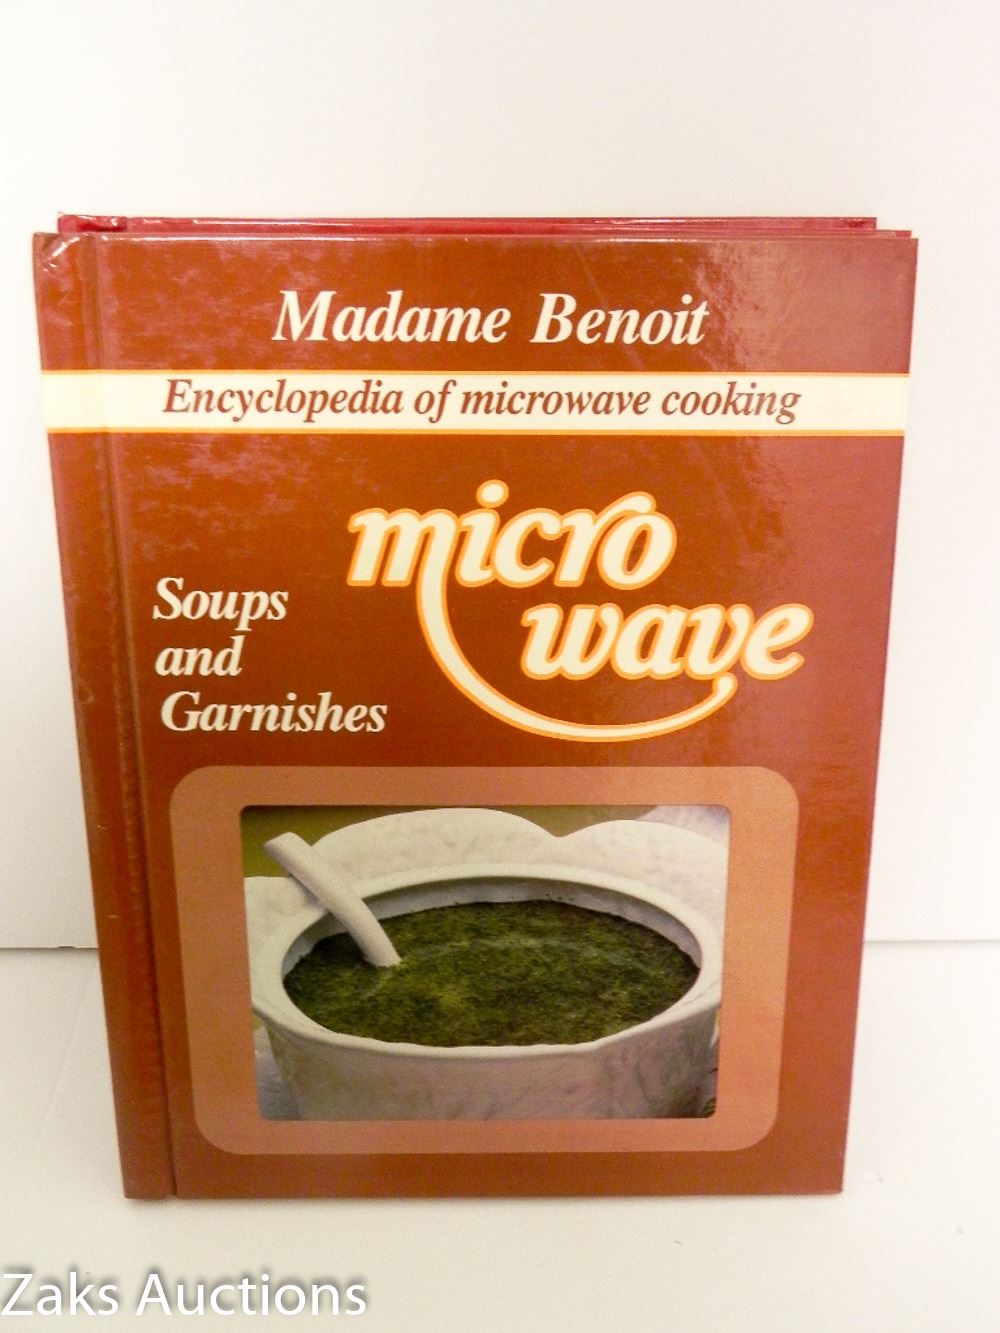 Madame Benoit
Encyclopedia of microwave cooking
micro
wave
Soups
and
Garnishes
Zaks Auctions